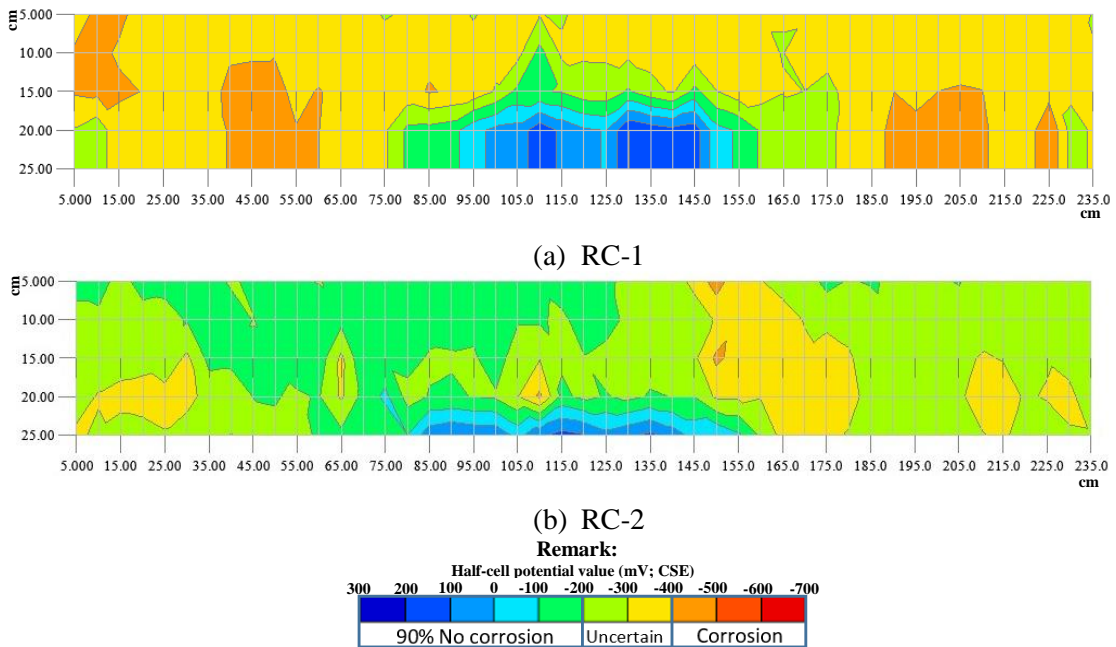 cm
5.000
10.00
15.00
20.00
25.00
5.000 15.00 25.00 35.00 45.00 55.00 65.00 75.00 85.00 95.00 105.0 115.0 125.0 135.0 145.0 155.0 165.0 175.0 185.0 195.0 205.0 215.0 225.0 235.0
cm
(a) RC-1
cm
5.000
10.00
15.00
20.00
25.00
5.000 15.00 25.00 35.00 45.00 55.00 65.00 75.00 85.00 95.00 105.0 115.0 125.0 135.0 145.0 155.0 165.0 175.0 185.0 195.0 205.0 215.0 225.0 235.0
cm
(b) RC-2
Remark:
Half-cell potential value (mV; CSE)
300 200 100 0 -100 -200 -300 -400 -500 -600 -700
90% No corrosion Uncertain Corrosion